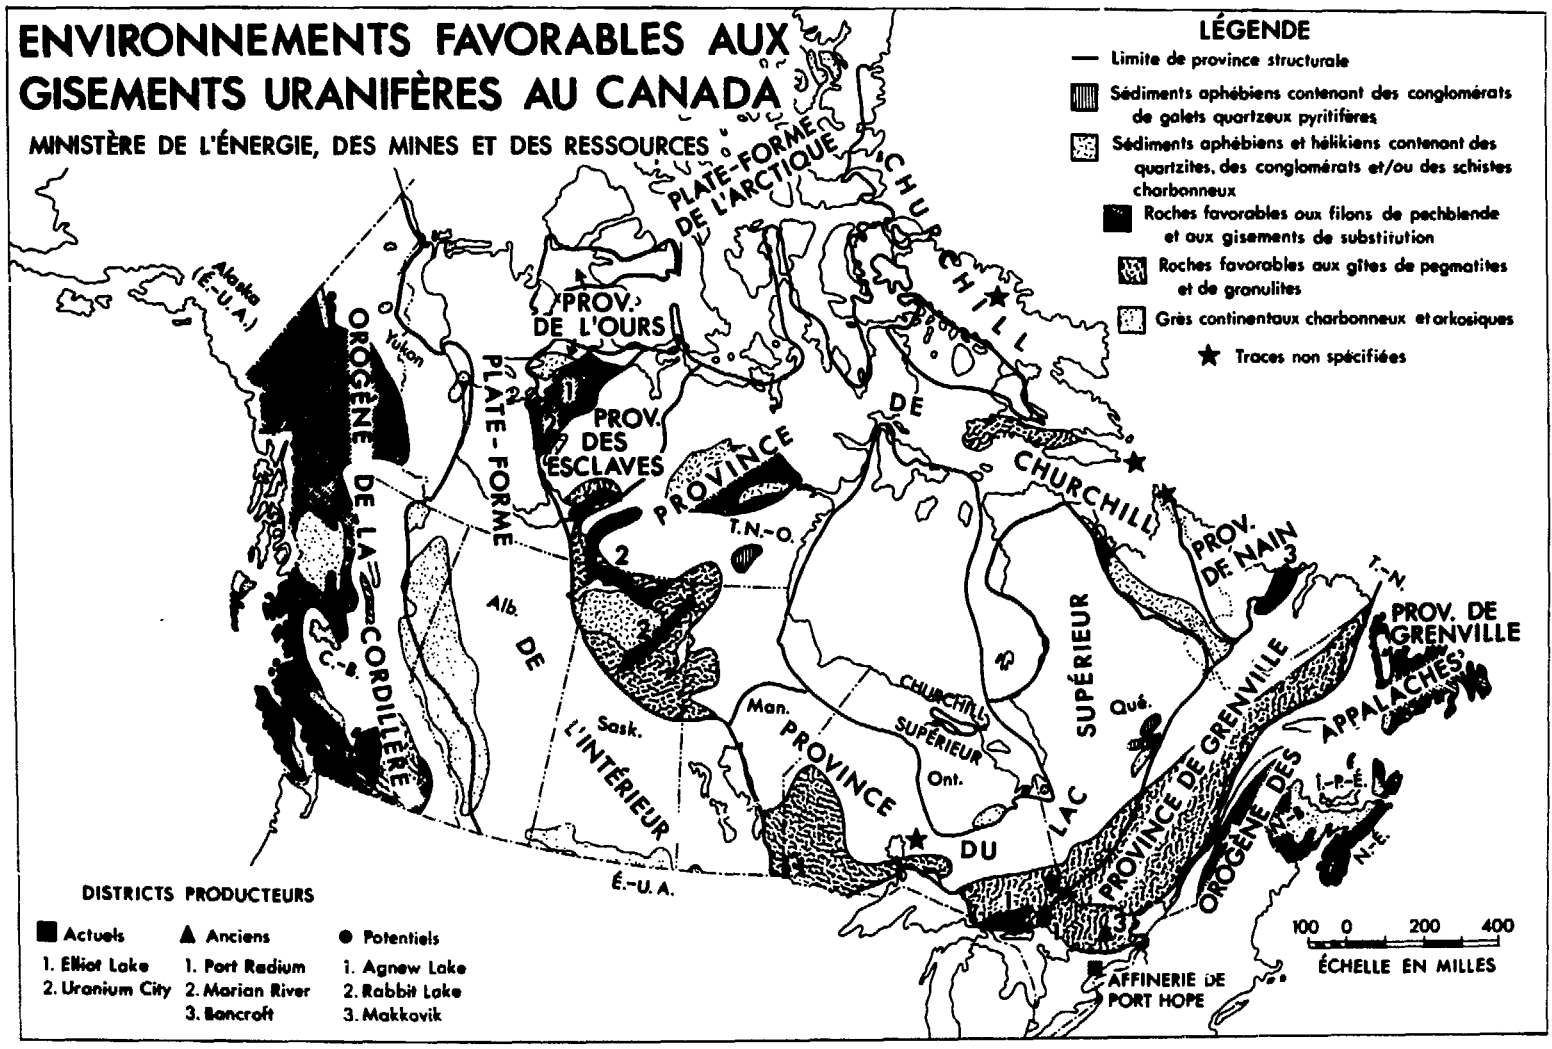 ENVIRONNEMENTS FAVORABLES AUX
GISEMENTS URANIFÈRES AU CANADA
MINISTÈRE DE L'ÉNERGIE, DES MINES ET DES RESSOURCES
LÉGENDE
Limite de province structurale
Sédiments aphébiens contenant des conglomérats
de galets quartzeux pyritifères
Sédiments aphébiens et hélikiens contenant des
quartzites, des conglomérats et/ou des schistes
charbonneux
Roches favorables aux filons de pechblende
et aux gisements de substitution
Roches favorables aux gîtes de pegmatites
et de granulites
Grès continentaux charbonneux et arkosiques
Traces non spécifiées
PLATE-FORME
DE L'ARCTIQUE
CHURCHILL
Alaska
(É.-U.A.)
Yukon
OROGÈNE DE LA CORDILLÈRE
PROV.
DE L'OURS
PLATE-FORME DE L'INTÉRIEUR
1
2
PROV.
DES
ESCLAVES
PROVINCE DE CHURCHILL
T.N.-O.
2
2
PROV.
DE NAIN
3
T.-N.
PROV. DE
GRENVILLE
APPALACHES
C.-B.
Alb.
Sask.
Man.
CHURCHILL
SUPÉRIEUR
Ont.
Qué.
PROVINCE DU LAC SUPÉRIEUR
PROVINCE DE GRENVILLE
OROGÈNE DES
Î.-P.-É.
N.-B.
N.-É.
É.-U.A.
1
3
AFFINERIE DE
PORT HOPE
100 0 200 400
ÉCHELLE EN MILLES
DISTRICTS PRODUCTEURS
Actuels
Anciens
Potentiels
1. Elliot Lake
1. Port Radium
1. Agnew Lake
2. Uranium City
2. Marian River
2. Rabbit Lake
3. Bancroft
3. Makkovik